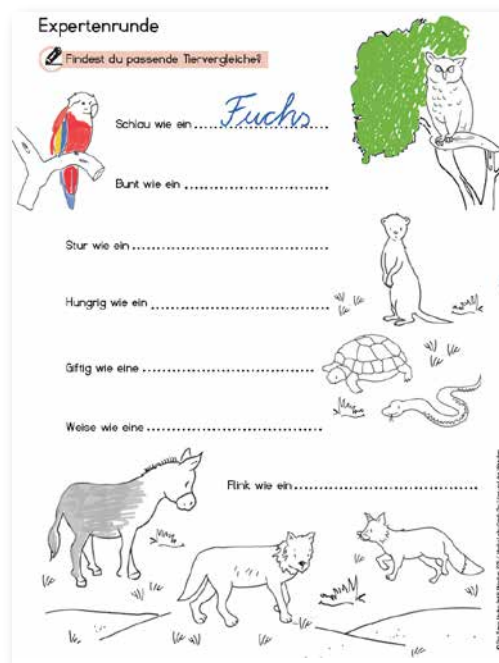 Expertenrunde
Findest du passende Tiervergleiche?
Schlau wie ein Fuchs
Bunt wie ein
Stur wie ein
Hungrig wie ein
Giftig wie eine
Weise wie eine
Flink wie ein